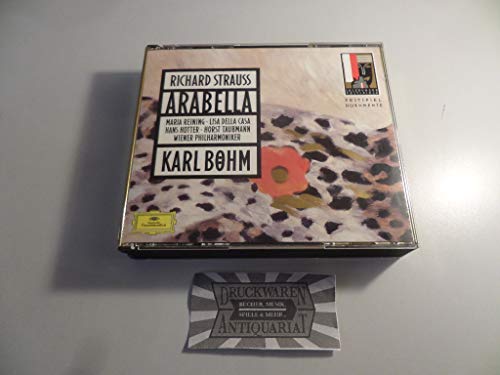 RICHARD STRAUSS
ARABELLA
MARIA REINING · LISA DELLA CASA
HANS HOTTER · HORST TAUBMANN
WIENER PHILHARMONIKER
KARL BØHM
FESTSPIEL
DOKUMENTE
DRUCKWAREN
BÜCHER, MUSIK,
SPIELE & MEHR...
ANTIQUARIAT